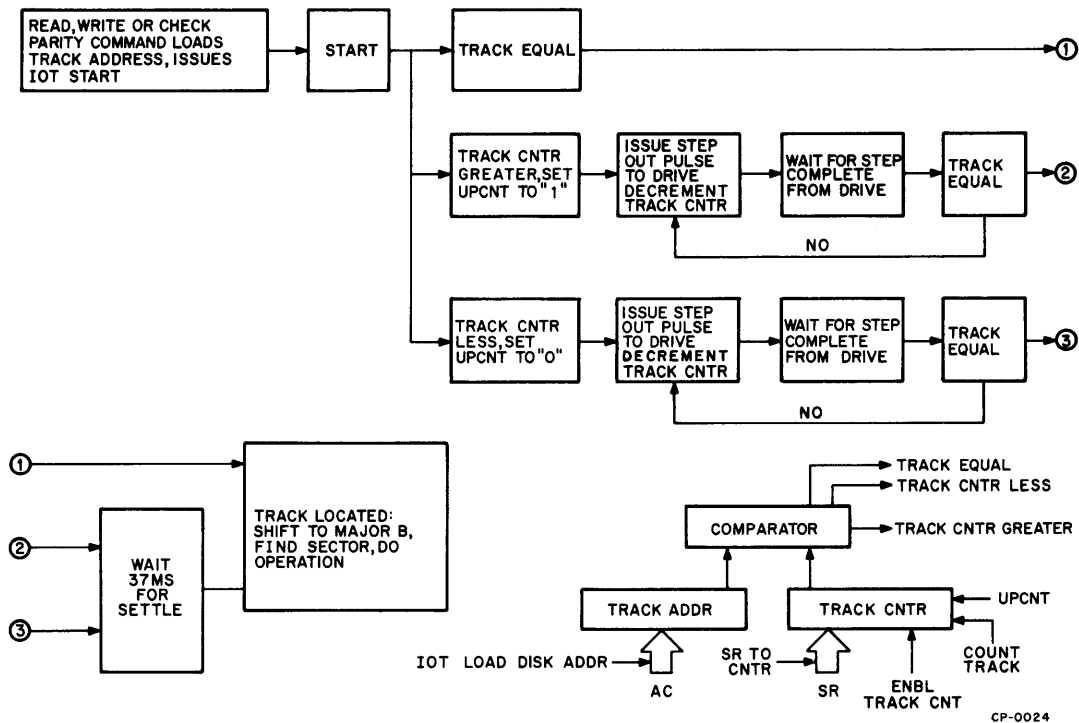 READ, WRITE OR CHECK
PARITY COMMAND LOADS
TRACK ADDRESS, ISSUES
IOT START
START
TRACK EQUAL
①
TRACK CNTR
GREATER, SET
UPCNT TO "1"
ISSUE STEP
OUT PULSE
TO DRIVE
DECREMENT
TRACK CNTR
WAIT FOR STEP
COMPLETE
FROM DRIVE
TRACK
EQUAL
②
NO
TRACK CNTR
LESS, SET
UPCNT TO "O"
ISSUE STEP
OUT PULSE
TO DRIVE
DECREMENT
TRACK CNTR
WAIT FOR STEP
COMPLETE
FROM DRIVE
TRACK
EQUAL
③
NO
①
②
③
WAIT
37MS
FOR
SETTLE
TRACK LOCATED:
SHIFT TO MAJOR B,
FIND SECTOR, DO
OPERATION
TRACK EQUAL
TRACK CNTR LESS
COMPARATOR
TRACK CNTR GREATER
TRACK ADDR
TRACK CNTR
UPCNT
COUNT
TRACK
IOT LOAD DISK ADDR
AC
SR TO
CNTR
SR
ENBL
TRACK CNT
CP-0024